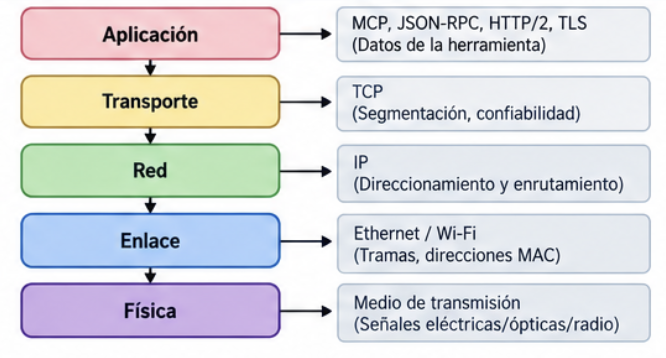 Aplicación
MCP, JSON-RPC, HTTP/2, TLS
(Datos de la herramienta)
Transporte
TCP
(Segmentación, confiabilidad)
Red
IP
(Direccionamiento y enrutamiento)
Enlace
Ethernet / Wi-Fi
(Tramas, direcciones MAC)
Física
Medio de transmisión
(Señales eléctricas/ópticas/radio)